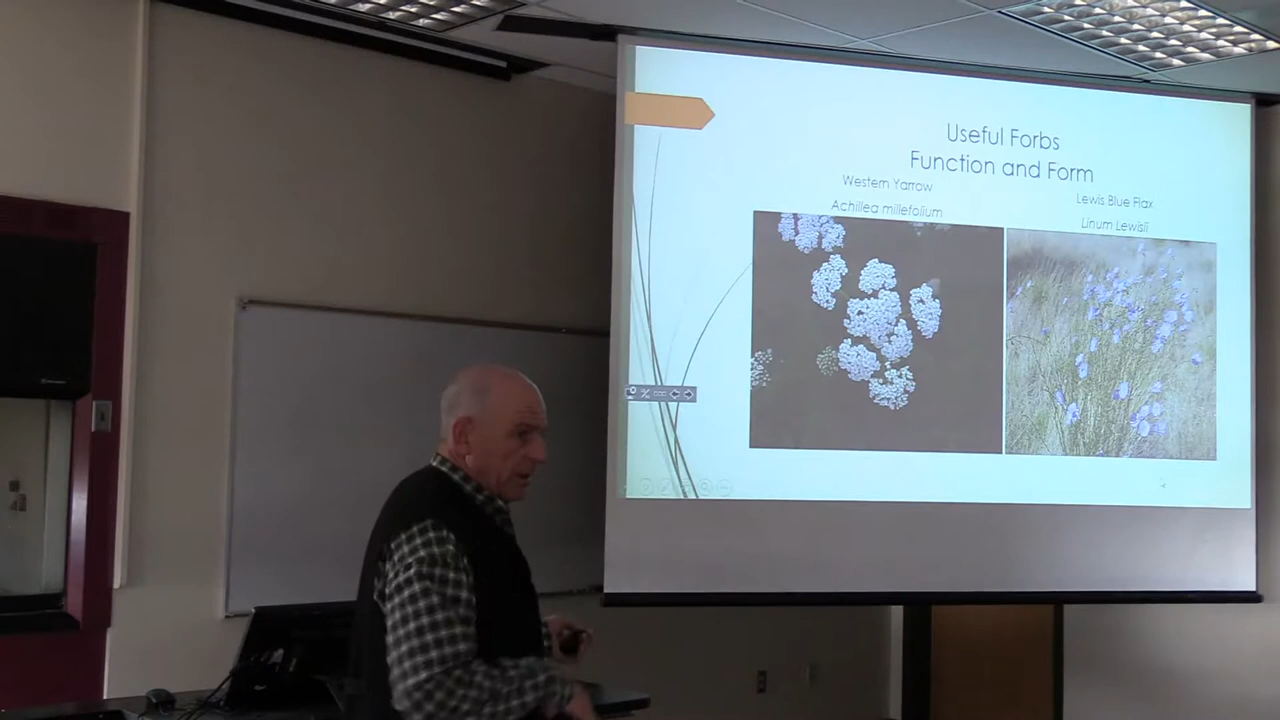 Useful Forbs
Function and Form
Western Yarrow
Achillea millefolium
Lewis Blue Flax
Linum Lewisii